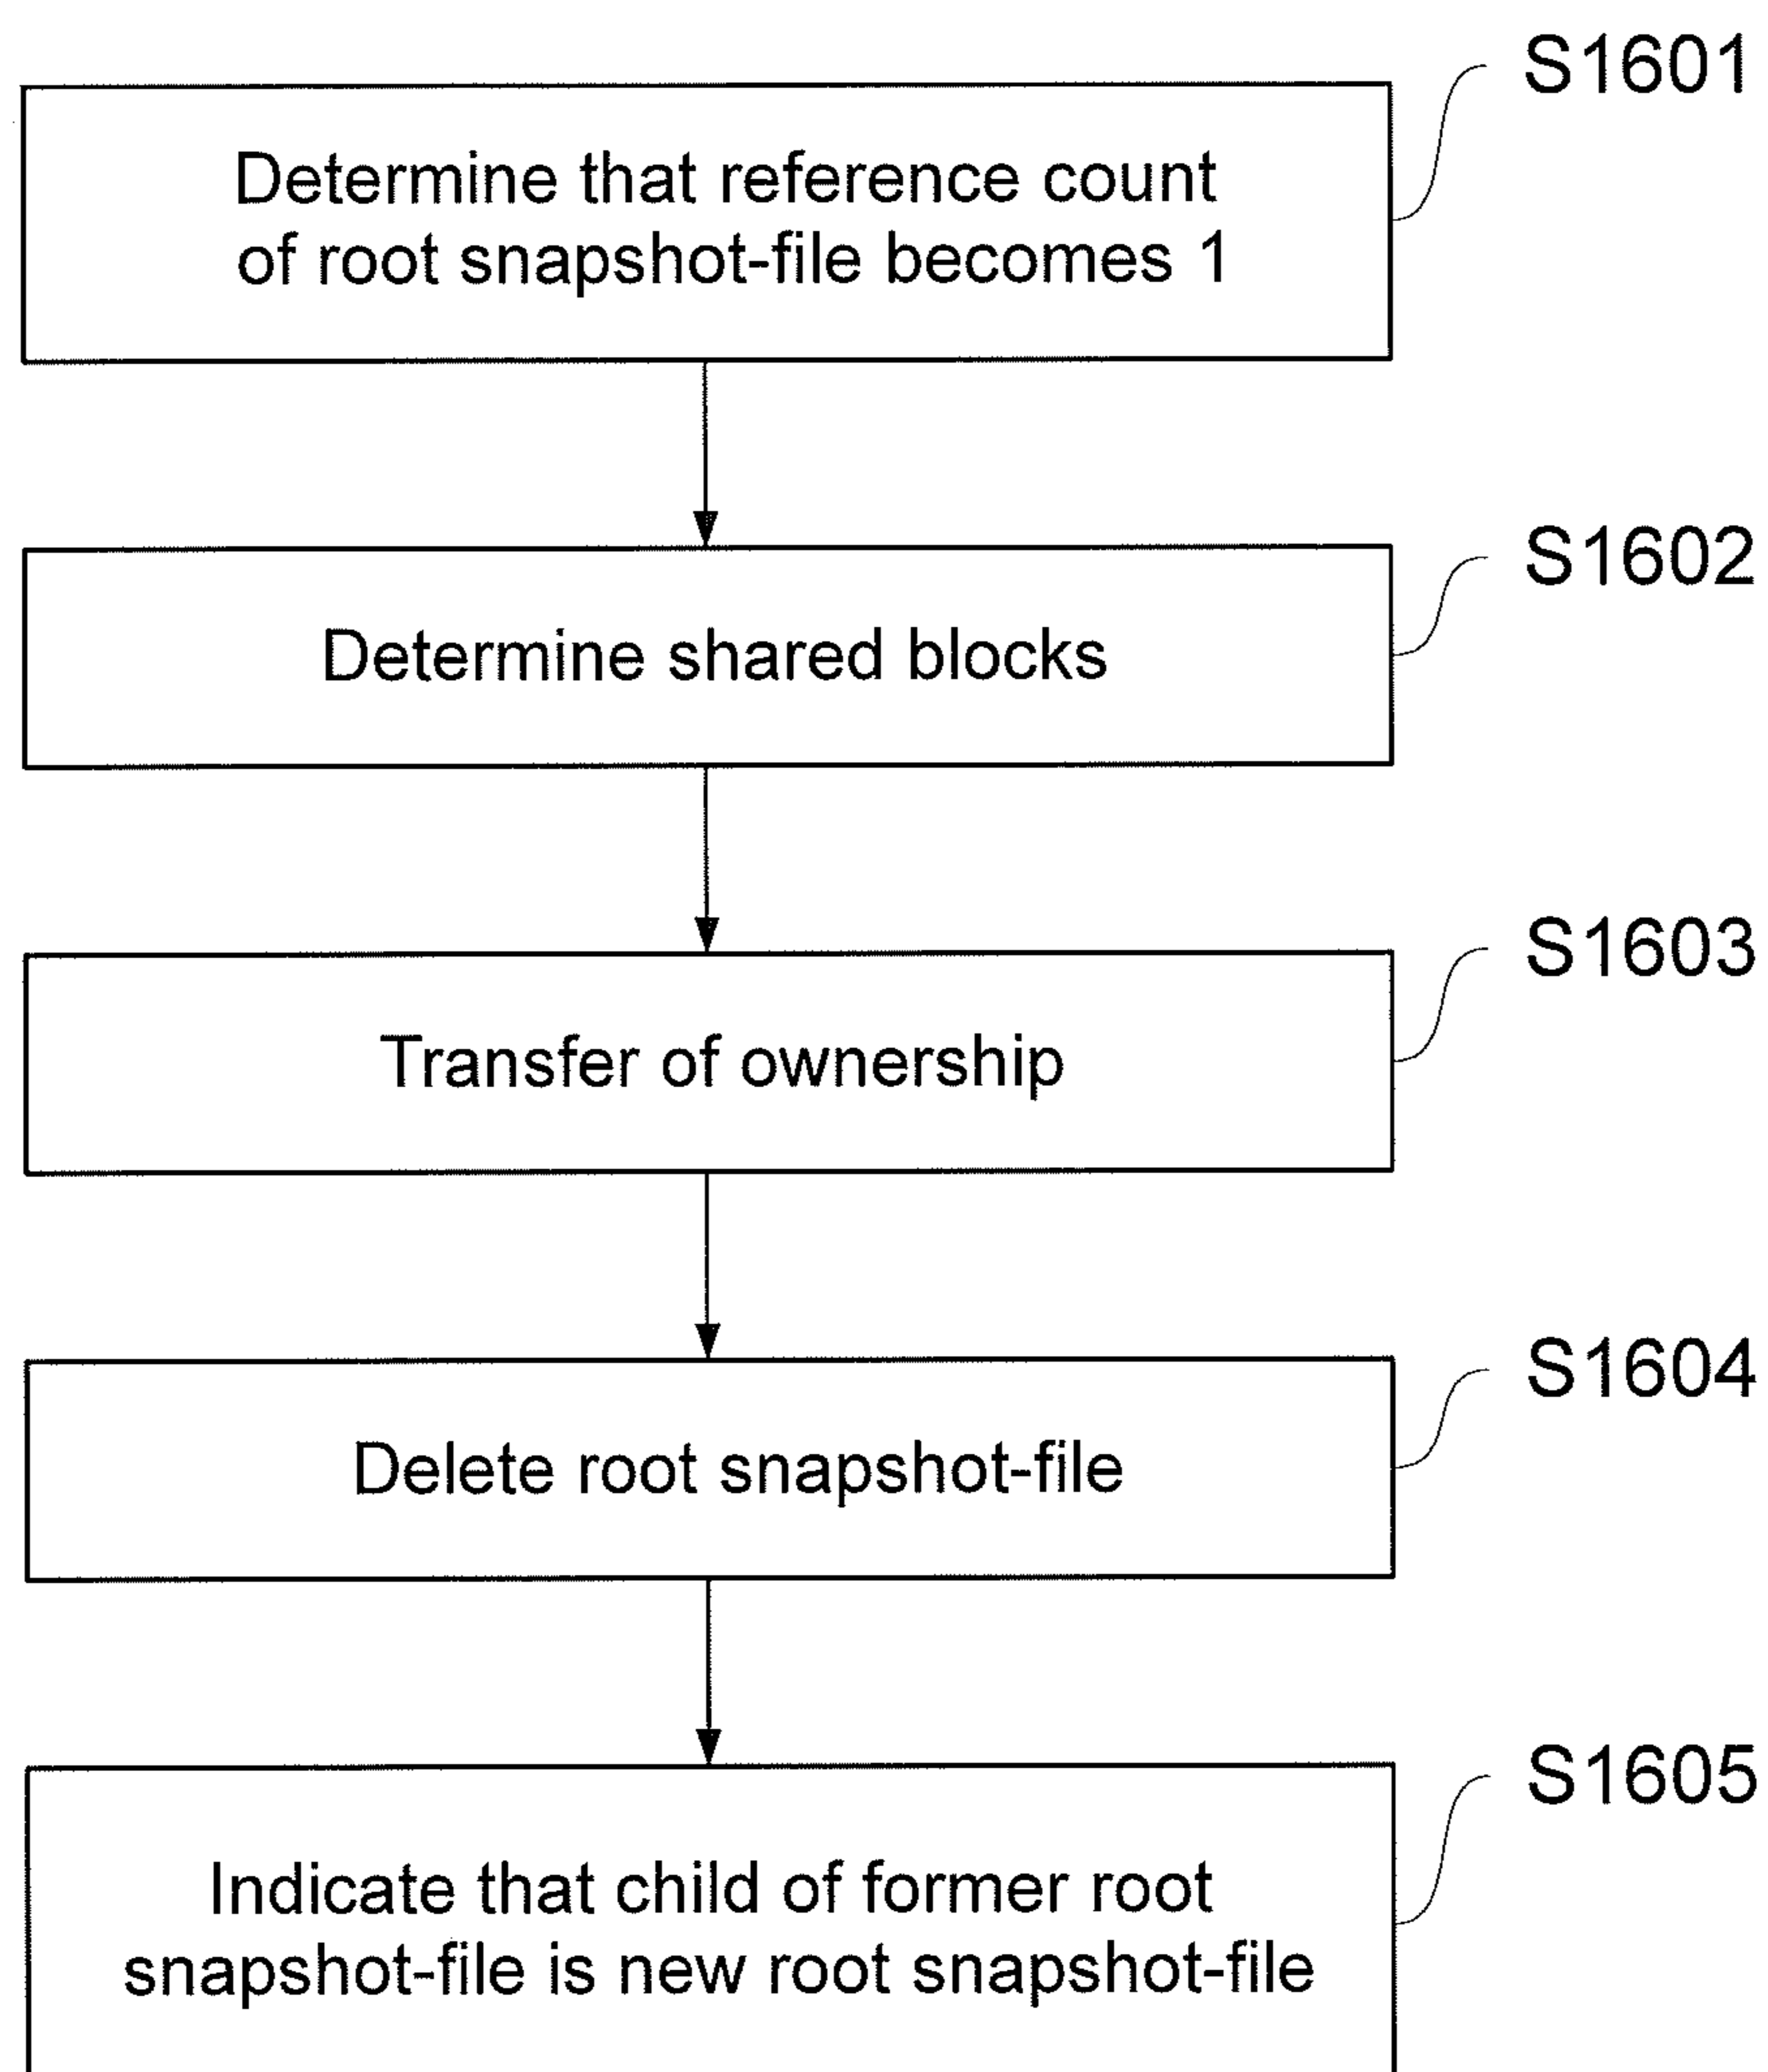 S1601
Determine that reference count
of root snapshot-file becomes 1
S1602
Determine shared blocks
S1603
Transfer of ownership
S1604
Delete root snapshot-file
S1605
Indicate that child of former root
snapshot-file is new root snapshot-file